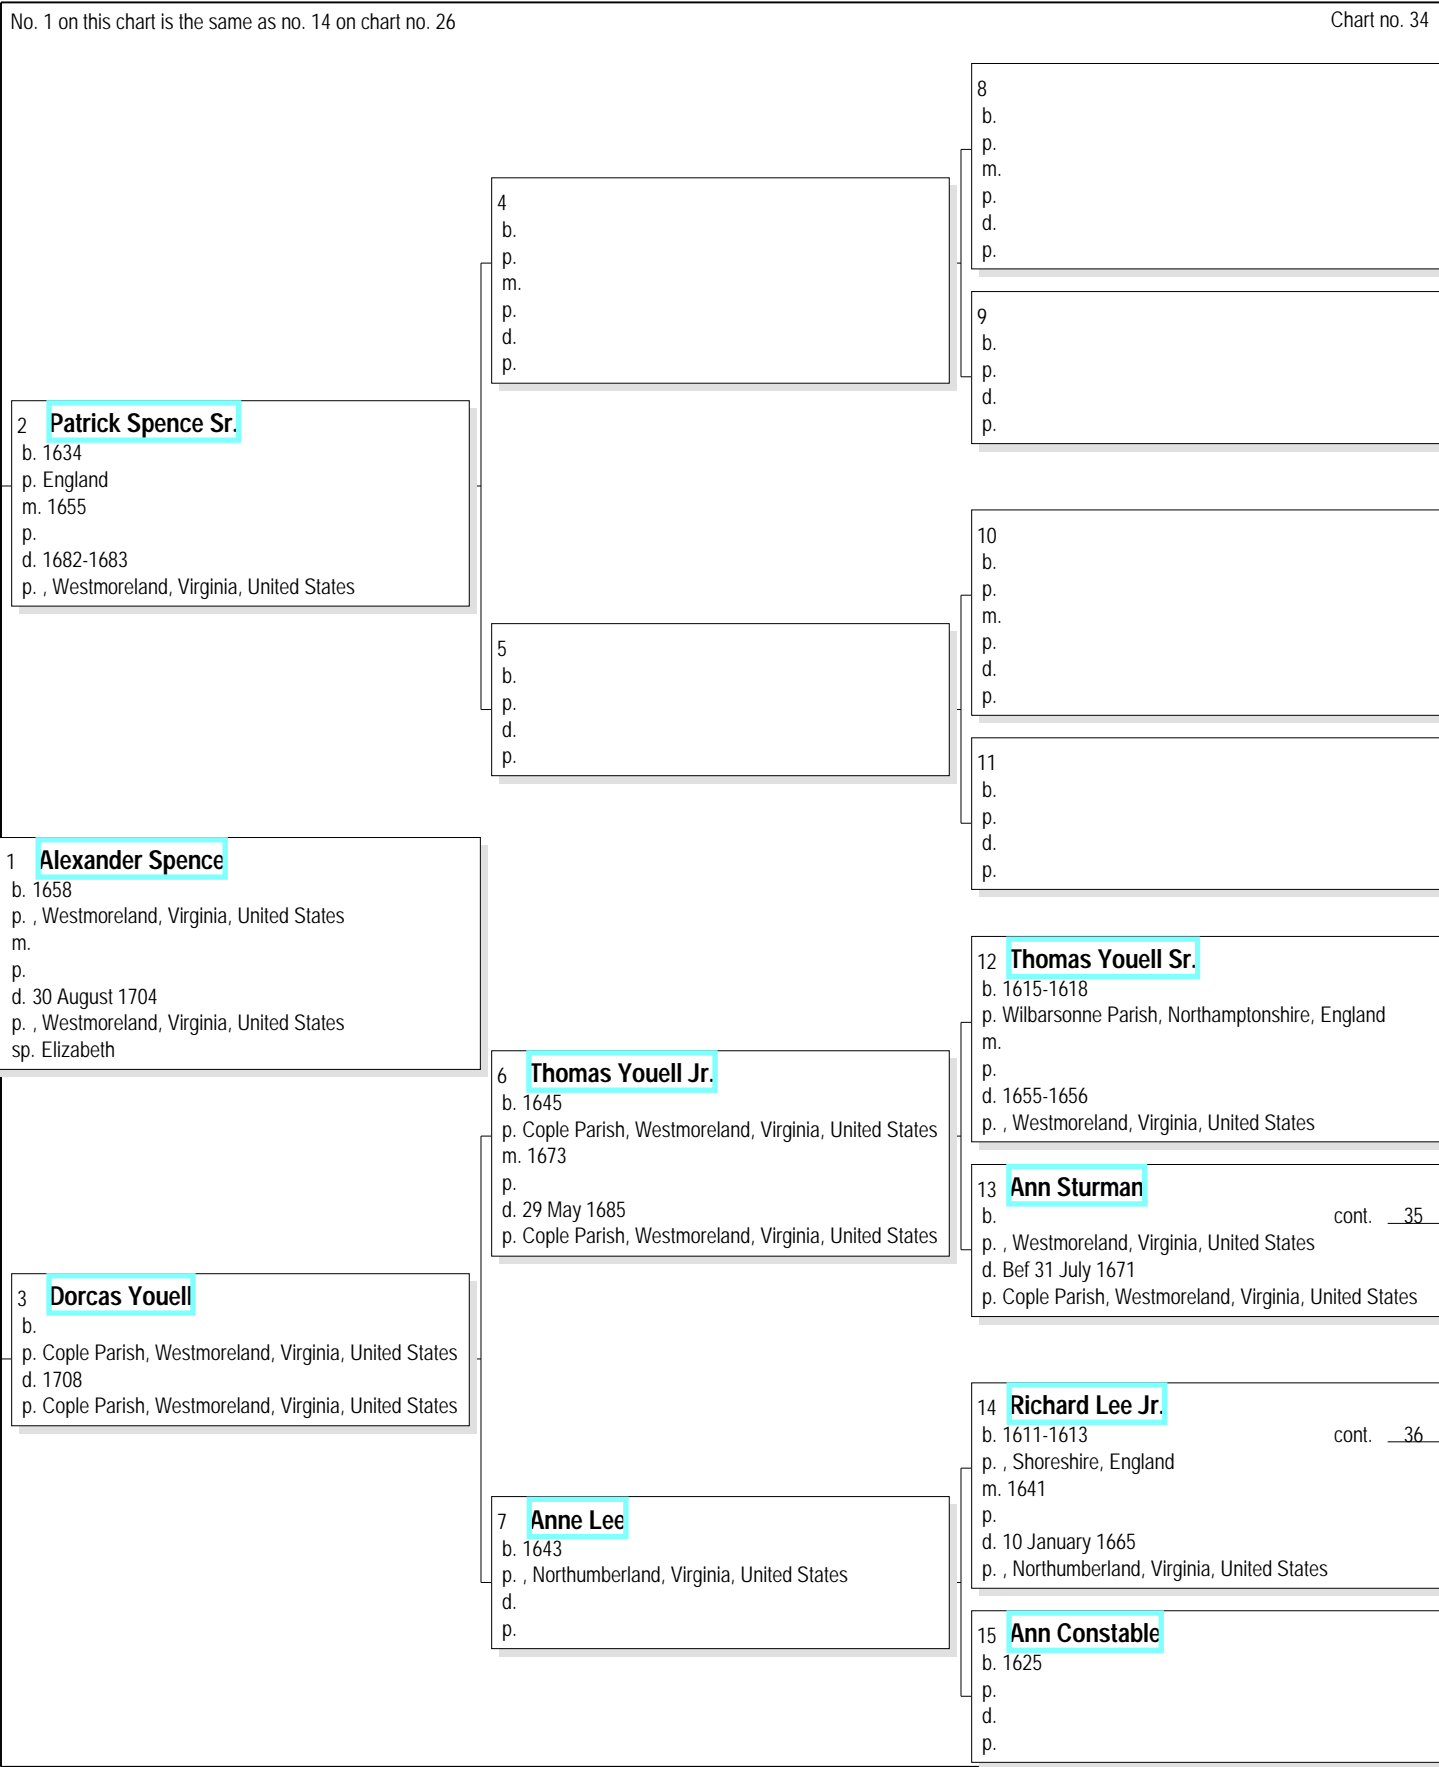 No. 1 on this chart is the same as no. 14 on chart no. 26
Chart no. 34
8
b.
p.
m.
p.
d.
p.
4
b.
p.
m.
p.
d.
p.
9
b.
p.
d.
p.
2 Patrick Spence Sr.
b. 1634
p. England
m. 1655
p.
d. 1682-1683
p. , Westmoreland, Virginia, United States
10
b.
p.
m.
p.
d.
p.
5
b.
p.
d.
p.
11
b.
p.
d.
p.
1 Alexander Spence
b. 1658
p. , Westmoreland, Virginia, United States
m.
p.
d. 30 August 1704
p. , Westmoreland, Virginia, United States
sp. Elizabeth
12 Thomas Youell Sr.
b. 1615-1618
p. Wilbarsonne Parish, Northamptonshire, England
m.
p.
d. 1655-1656
p. , Westmoreland, Virginia, United States
6 Thomas Youell Jr.
b. 1645
p. Cople Parish, Westmoreland, Virginia, United States
m. 1673
p.
d. 29 May 1685
p. Cople Parish, Westmoreland, Virginia, United States
13 Ann Sturman
b. cont. 35
p. , Westmoreland, Virginia, United States
d. Bef 31 July 1671
p. Cople Parish, Westmoreland, Virginia, United States
3 Dorcas Youell
b.
p. Cople Parish, Westmoreland, Virginia, United States
d. 1708
p. Cople Parish, Westmoreland, Virginia, United States
14 Richard Lee Jr.
b. 1611-1613 cont. 36
p. , Shoreshire, England
m. 1641
p.
d. 10 January 1665
p. , Northumberland, Virginia, United States
7 Anne Lee
b. 1643
p. , Northumberland, Virginia, United States
d.
p.
15 Ann Constable
b. 1625
p.
d.
p.